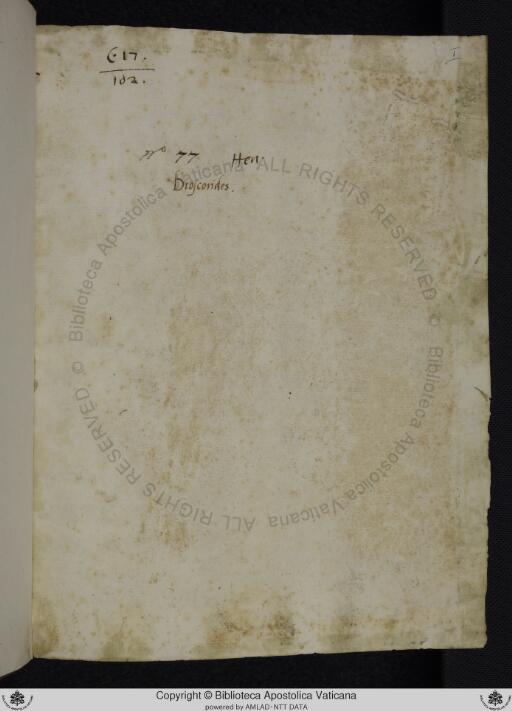 C·17.
102.
I
nº 77 Hen.
Dioscorides.
© Biblioteca Apostolica Vaticana ALL RIGHTS RESERVED © Biblioteca Apostolica Vaticana ALL RIGHTS RESERVED
Copyright © Biblioteca Apostolica Vaticana
powered by AMLAD - NTT DATA